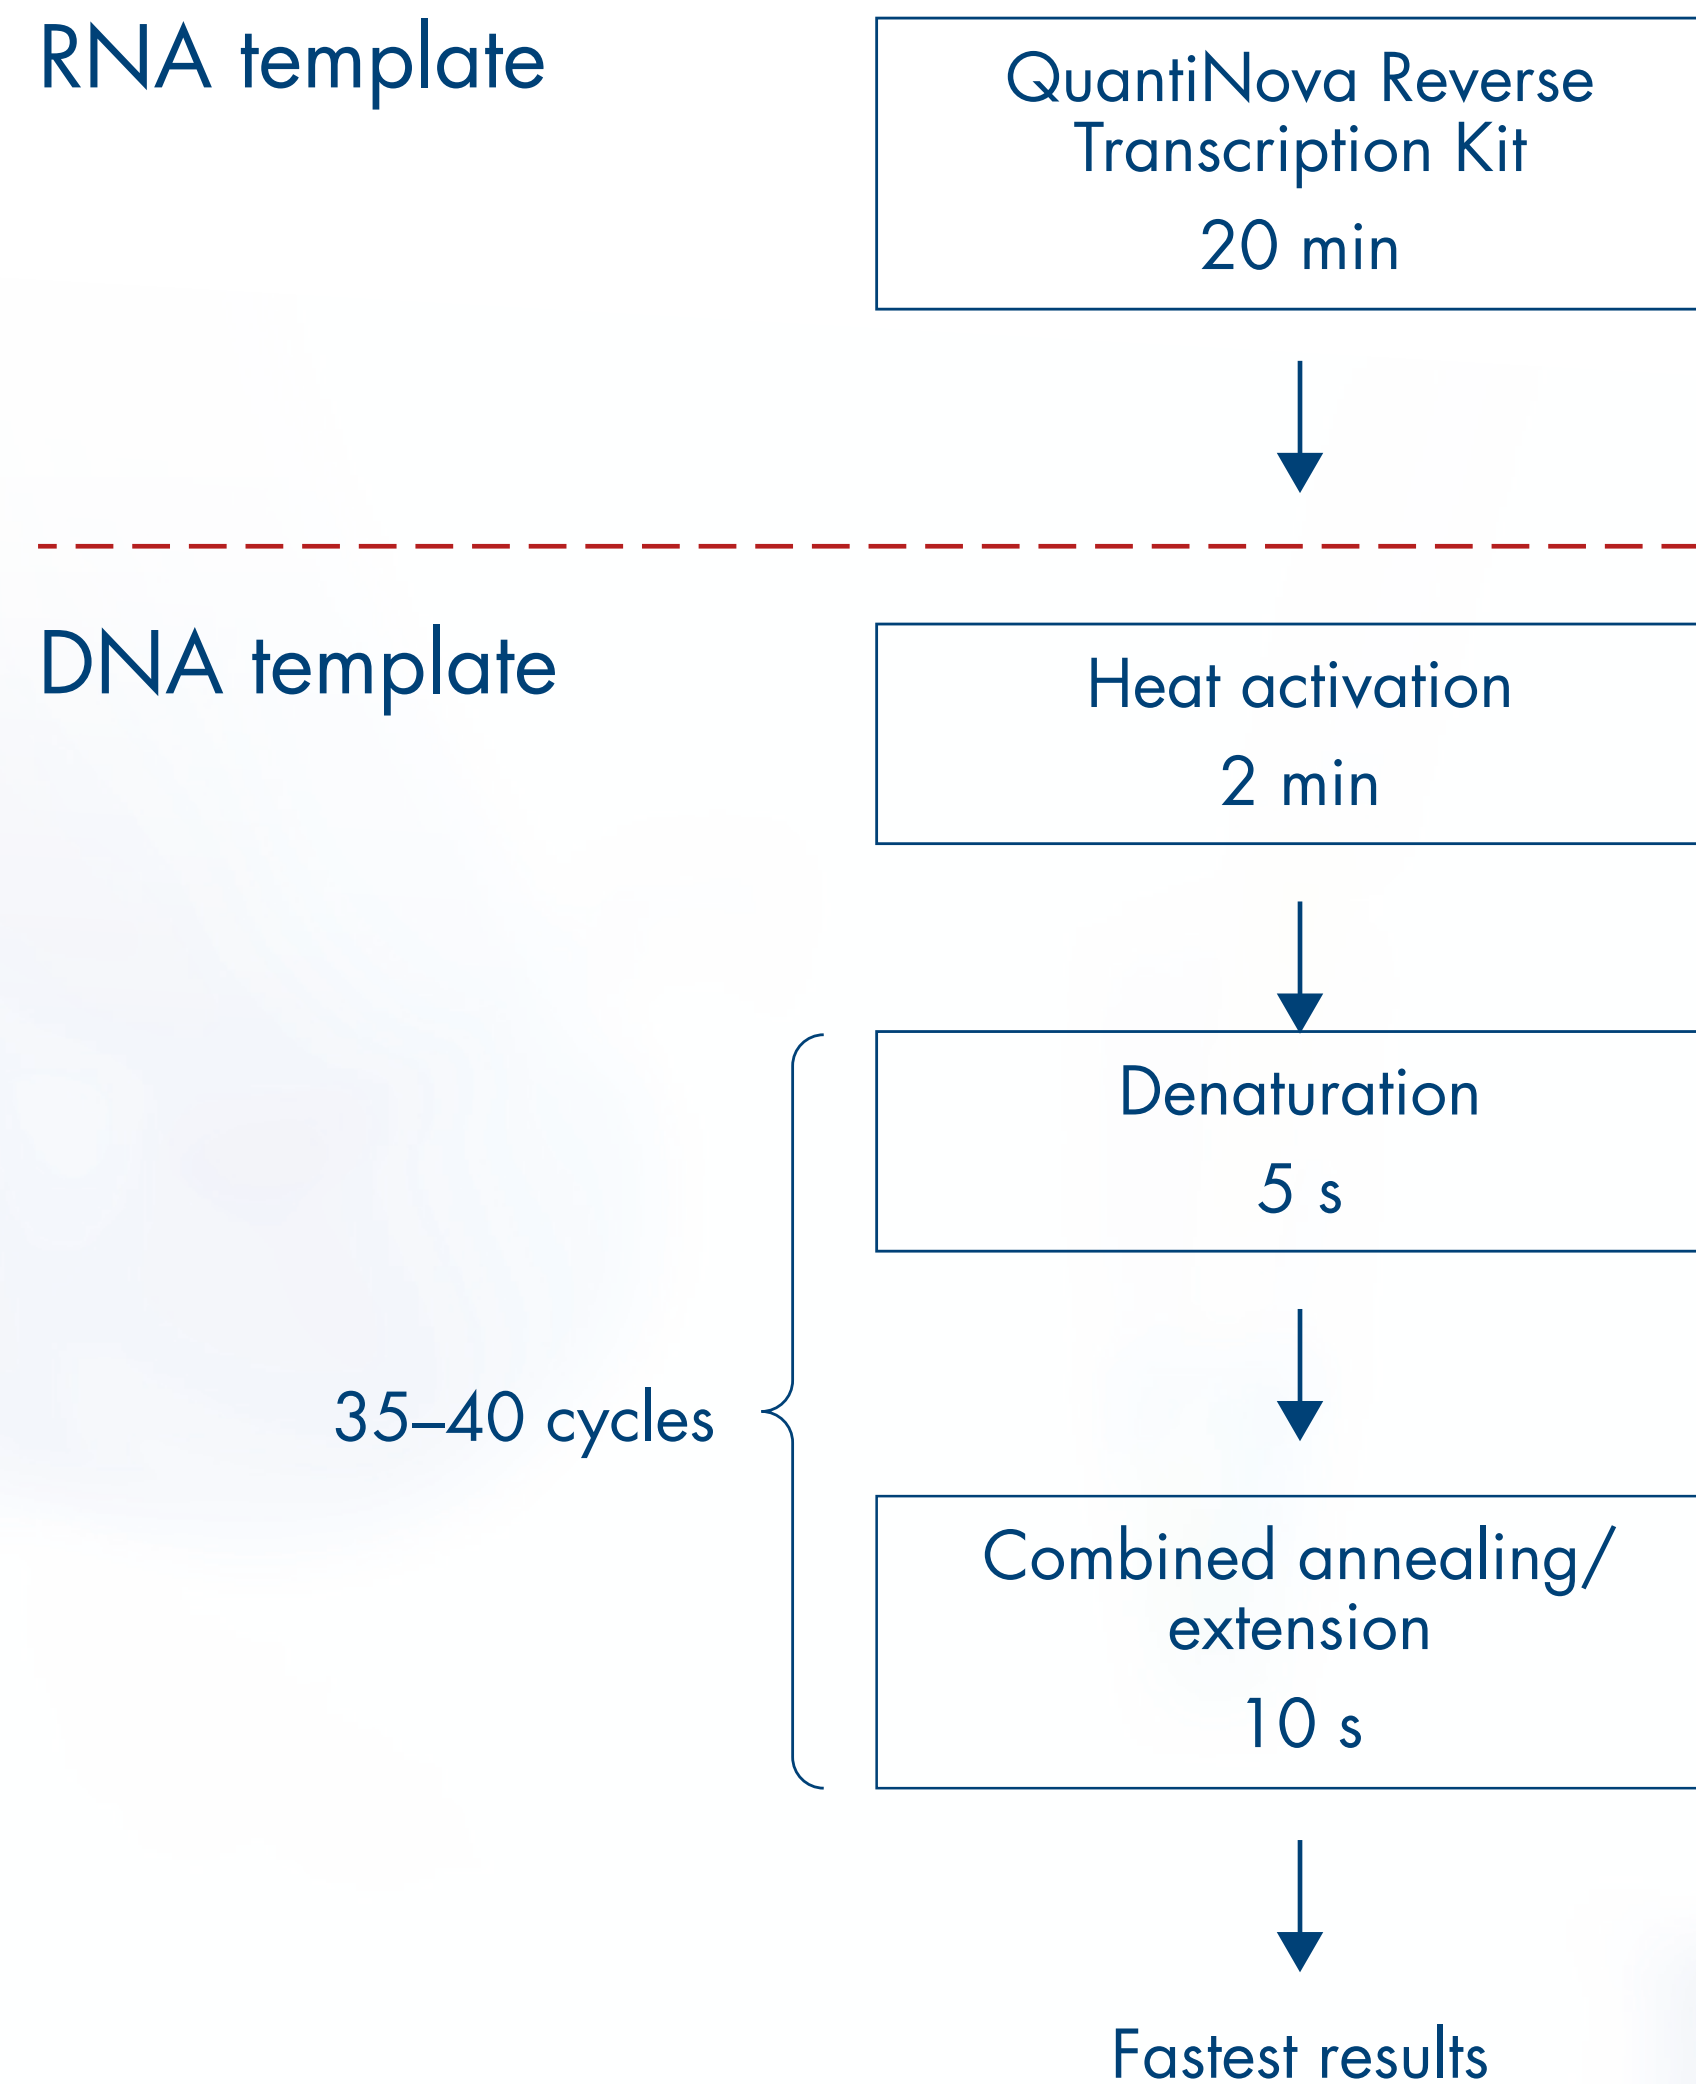 RNA template
QuantiNova Reverse
Transcription Kit
20 min
DNA template
Heat activation
2 min
Denaturation
5 s
35–40 cycles
Combined annealing/
extension
10 s
Fastest results